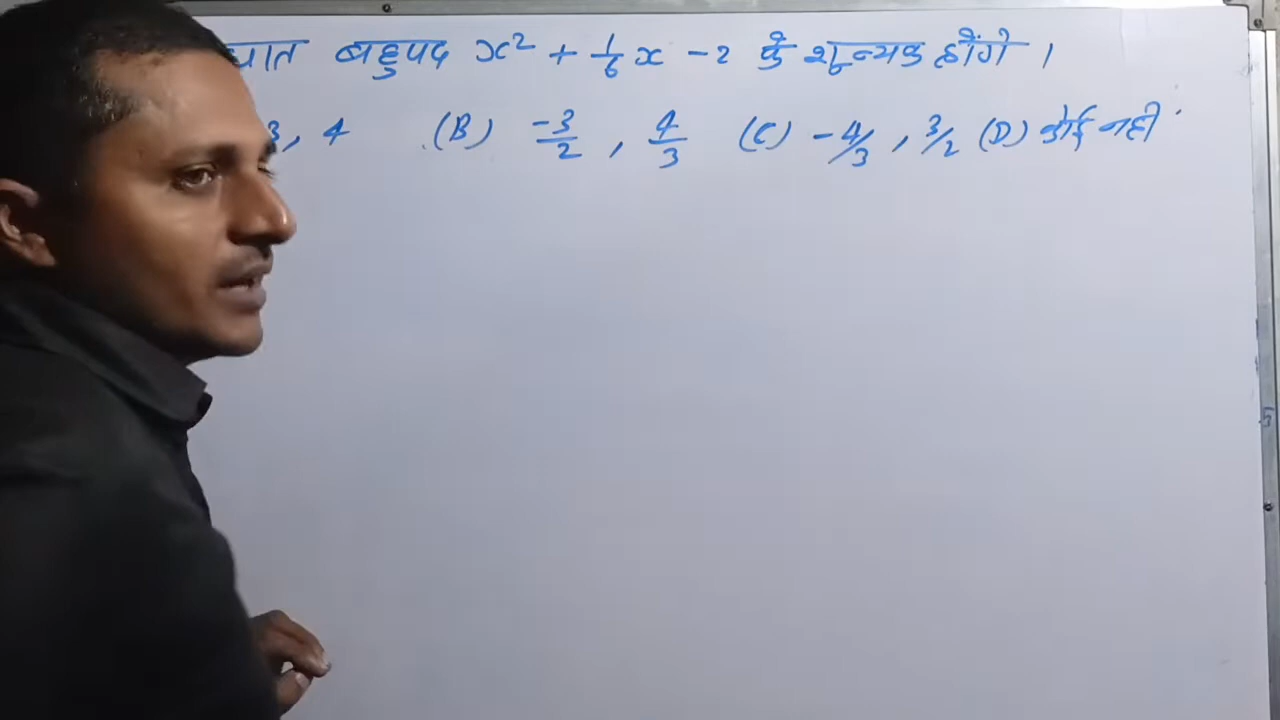 घात बहुपद x² + 1/6 x - 2 के शून्यक होंगे ।
3, 4 (B) -3/2 , 4/3 (C) -4/3 , 3/2 (D) कोई नहीं